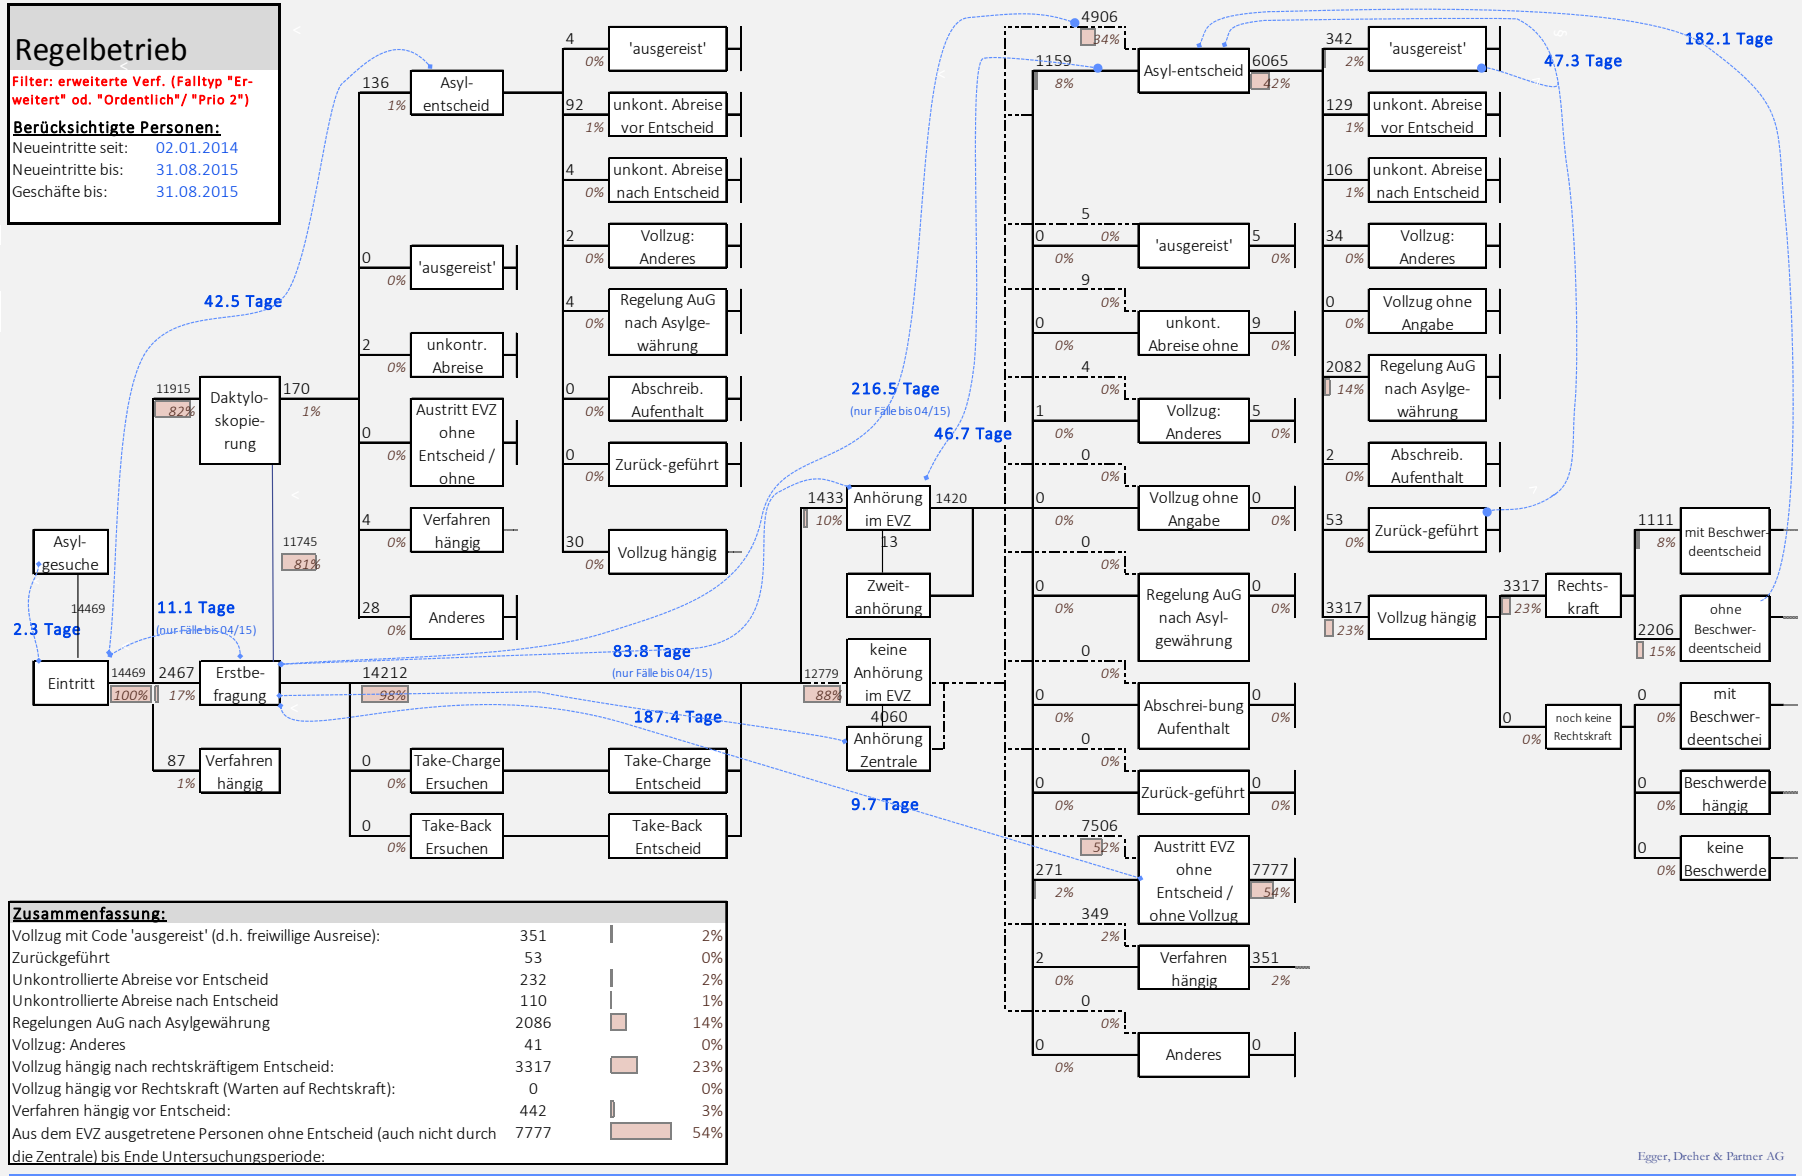 Regelbetrieb
Filter: erweiterte Verf. (Falltyp "Er-
weitert" od. "Ordentlich"/ "Prio 2")
Berücksichtigte Personen:
Neueintritte seit: 02.01.2014
Neueintritte bis: 31.08.2015
Geschäfte bis: 31.08.2015
Asyl-
gesuche
14469
2.3 Tage
Eintritt
14469
100%
11915
82%
Daktylo-
skopie-
rung
170
1%
11745
81%
11.1 Tage
(nur Fälle bis 04/15)
2467
17%
Erstbe-
fragung
87
1%
Verfahren
hängig
42.5 Tage
136
1%
Asyl-
entscheid
0
0%
'ausgereist'
2
0%
unkontr.
Abreise
0
0%
Austritt EVZ
ohne
Entscheid /
ohne
4
0%
Verfahren
hängig
28
0%
Anderes
14212
98%
0
0%
Take-Charge
Ersuchen
Take-Charge
Entscheid
0
0%
Take-Back
Ersuchen
Take-Back
Entscheid
4
0%
'ausgereist'
92
1%
unkont. Abreise
vor Entscheid
4
0%
unkont. Abreise
nach Entscheid
2
0%
Vollzug:
Anderes
4
0%
Regelung AuG
nach Asylge-
währung
0
0%
Abschreib.
Aufenthalt
0
0%
Zurück-geführt
30
0%
Vollzug hängig
83.8 Tage
(nur Fälle bis 04/15)
187.4 Tage
9.7 Tage
216.5 Tage
(nur Fälle bis 04/15)
46.7 Tage
1433
10%
Anhörung
im EVZ
1420
13
Zweit-
anhörung
12779
88%
keine
Anhörung
im EVZ
4060
Anhörung
Zentrale
4906
34%
1159
8%
Asyl-entscheid
6065
42%
5
0%
0
0%
'ausgereist'
5
0%
9
0%
0
0%
unkont.
Abreise ohne
9
0%
4
0%
1
0%
Vollzug:
Anderes
5
0%
0
0%
0
0%
Vollzug ohne
Angabe
0
0%
0
0%
0
0%
Regelung AuG
nach Asyl-
gewährung
0
0%
0
0%
0
0%
Abschrei-bung
Aufenthalt
0
0%
0
0%
0
0%
Zurück-geführt
0
0%
7506
52%
271
2%
Austritt EVZ
ohne
Entscheid /
ohne Vollzug
7777
54%
349
2%
2
0%
Verfahren
hängig
351
2%
0
0%
0
0%
Anderes
0
342
2%
'ausgereist'
129
1%
unkont. Abreise
vor Entscheid
106
1%
unkont. Abreise
nach Entscheid
34
0%
Vollzug:
Anderes
0
0%
Vollzug ohne
Angabe
2082
14%
Regelung AuG
nach Asylge-
währung
2
0%
Abschreib.
Aufenthalt
53
0%
Zurück-geführt
3317
23%
Vollzug hängig
47.3 Tage
182.1 Tage
3317
23%
Rechts-
kraft
0
0%
noch keine
Rechtskraft
1111
8%
mit Beschwer-
deentscheid
2206
15%
ohne
Beschwer-
deentscheid
0
0%
mit
Beschwer-
deentschei
0
0%
Beschwerde
hängig
0
0%
keine
Beschwerde
Zusammenfassung:
Vollzug mit Code 'ausgereist' (d.h. freiwillige Ausreise): 351 2%
Zurückgeführt 53 0%
Unkontrollierte Abreise vor Entscheid 232 2%
Unkontrollierte Abreise nach Entscheid 110 1%
Regelungen AuG nach Asylgewährung 2086 14%
Vollzug: Anderes 41 0%
Vollzug hängig nach rechtskräftigem Entscheid: 3317 23%
Vollzug hängig vor Rechtskraft (Warten auf Rechtskraft): 0 0%
Verfahren hängig vor Entscheid: 442 3%
Aus dem EVZ ausgetretene Personen ohne Entscheid (auch nicht durch 7777 54%
die Zentrale) bis Ende Untersuchungsperiode:
Egger, Dreher & Partner AG